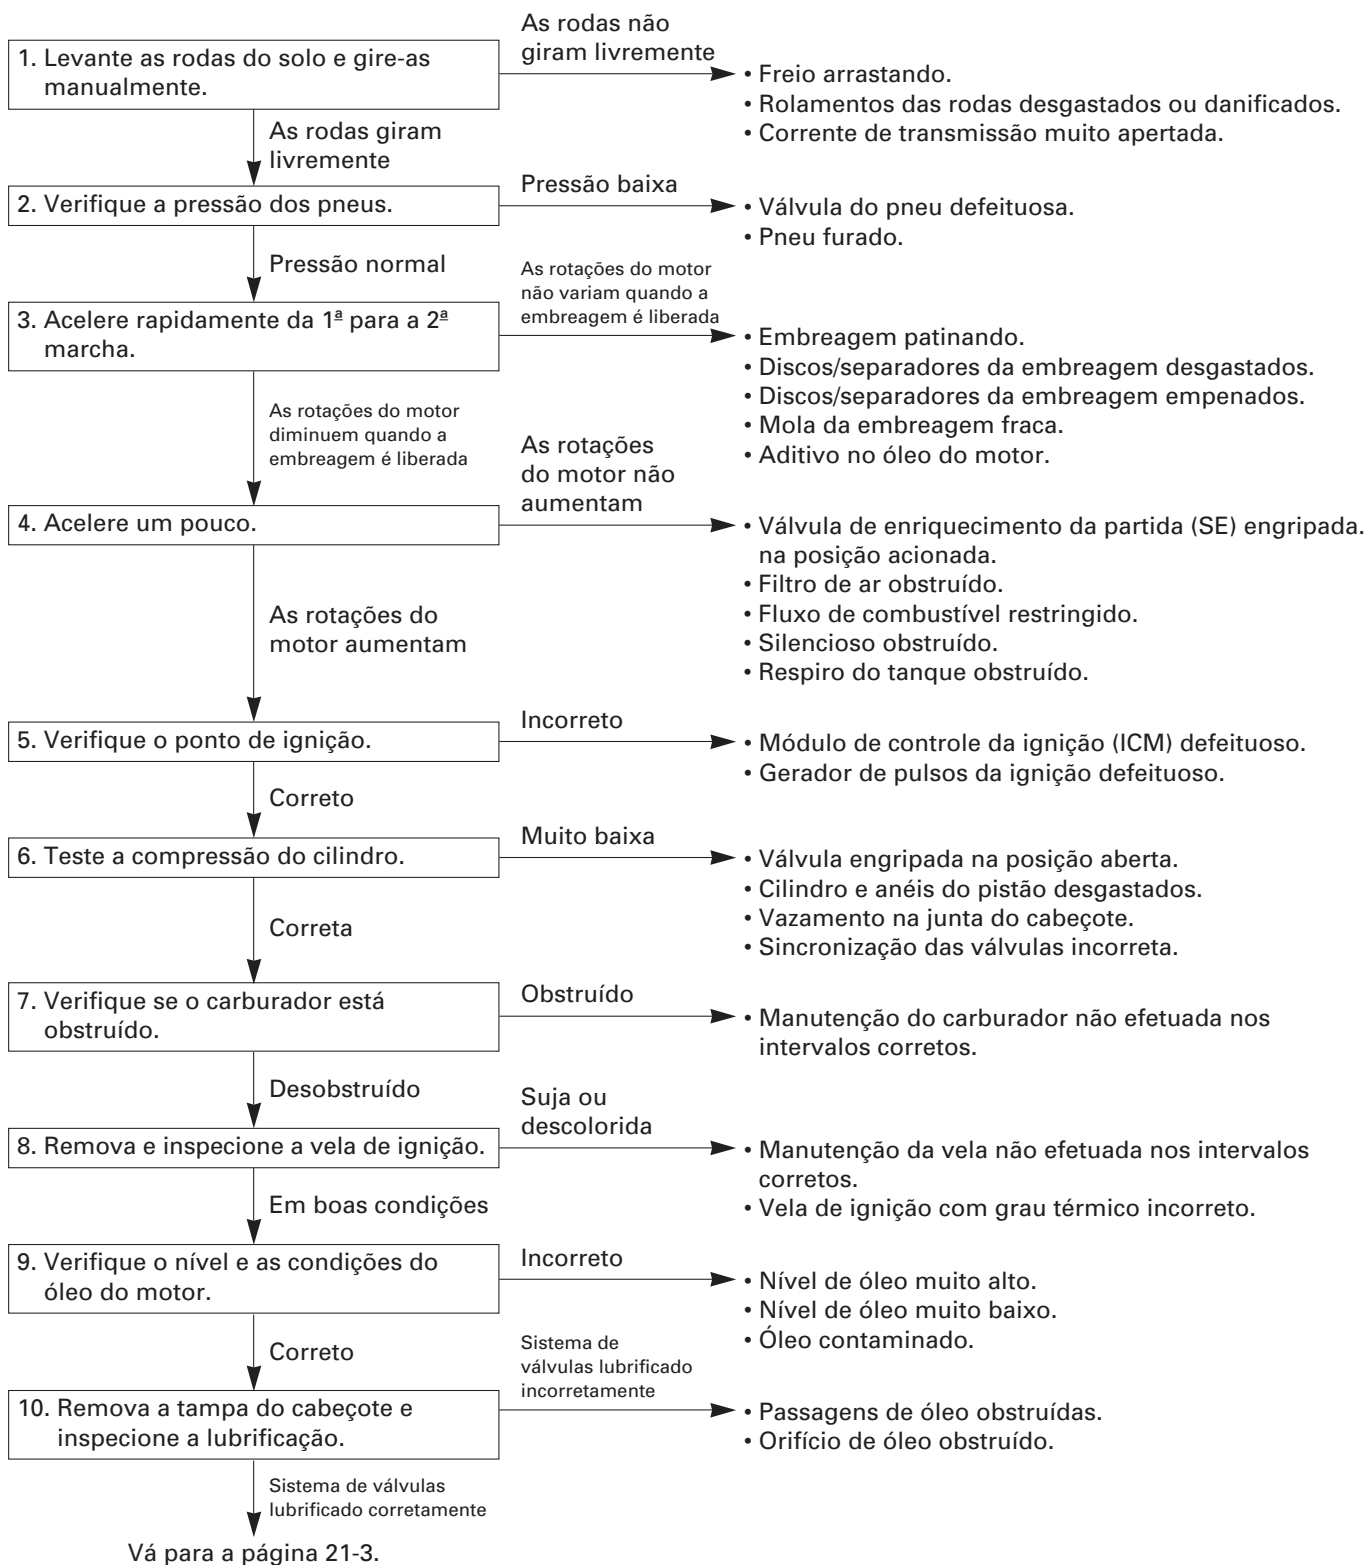 As rodas não
giram livremente
1. Levante as rodas do solo e gire-as
manualmente.
• Freio arrastando.
• Rolamentos das rodas desgastados ou danificados.
• Corrente de transmissão muito apertada.
As rodas giram
livremente
Pressão baixa
2. Verifique a pressão dos pneus.
• Válvula do pneu defeituosa.
• Pneu furado.
Pressão normal
As rotações do motor
não variam quando a
embreagem é liberada
3. Acelere rapidamente da 1ª para a 2ª
marcha.
• Embreagem patinando.
• Discos/separadores da embreagem desgastados.
• Discos/separadores da embreagem empenados.
• Mola da embreagem fraca.
• Aditivo no óleo do motor.
As rotações do motor
diminuem quando a
embreagem é liberada
As rotações
do motor não
aumentam
4. Acelere um pouco.
• Válvula de enriquecimento da partida (SE) engripada.
na posição acionada.
• Filtro de ar obstruído.
• Fluxo de combustível restringido.
• Silencioso obstruído.
• Respiro do tanque obstruído.
As rotações do
motor aumentam
Incorreto
5. Verifique o ponto de ignição.
• Módulo de controle da ignição (ICM) defeituoso.
• Gerador de pulsos da ignição defeituoso.
Correto
Muito baixa
6. Teste a compressão do cilindro.
• Válvula engripada na posição aberta.
• Cilindro e anéis do pistão desgastados.
• Vazamento na junta do cabeçote.
• Sincronização das válvulas incorreta.
Correta
Obstruído
7. Verifique se o carburador está
obstruído.
• Manutenção do carburador não efetuada nos
intervalos corretos.
Desobstruído
Suja ou
descolorida
8. Remova e inspecione a vela de ignição.
• Manutenção da vela não efetuada nos intervalos
corretos.
• Vela de ignição com grau térmico incorreto.
Em boas condições
Incorreto
9. Verifique o nível e as condições do
óleo do motor.
• Nível de óleo muito alto.
• Nível de óleo muito baixo.
• Óleo contaminado.
Correto
Sistema de
válvulas lubrificado
incorretamente
10. Remova a tampa do cabeçote e
inspecione a lubrificação.
• Passagens de óleo obstruídas.
• Orifício de óleo obstruído.
Sistema de válvulas
lubrificado corretamente
Vá para a página 21-3.